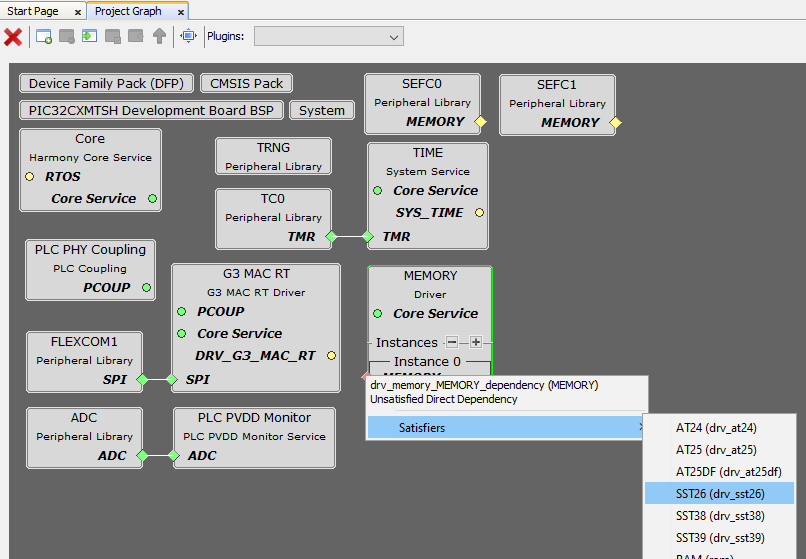 Start Page x Project Graph x
Plugins:
Device Family Pack (DFP) CMSIS Pack
PIC32CXMTSH Development Board BSP System
SEFC0
Peripheral Library
MEMORY
SEFC1
Peripheral Library
MEMORY
Core
Harmony Core Service
RTOS
Core Service
TRNG
Peripheral Library
TIME
System Service
Core Service
SYS_TIME
TMR
TC0
Peripheral Library
TMR
PLC PHY Coupling
PLC Coupling
PCOUP
G3 MAC RT
G3 MAC RT Driver
PCOUP
Core Service
DRV_G3_MAC_RT
SPI
MEMORY
Driver
Core Service
Instances
Instance 0
FLEXCOM1
Peripheral Library
SPI
ADC
Peripheral Library
ADC
PLC PVDD Monitor
PLC PVDD Monitor Service
ADC
drv_memory_MEMORY_dependency (MEMORY)
Unsatisfied Direct Dependency
Satisfiers
AT24 (drv_at24)
AT25 (drv_at25)
AT25DF (drv_at25df)
SST26 (drv_sst26)
SST38 (drv_sst38)
SST39 (drv_sst39)